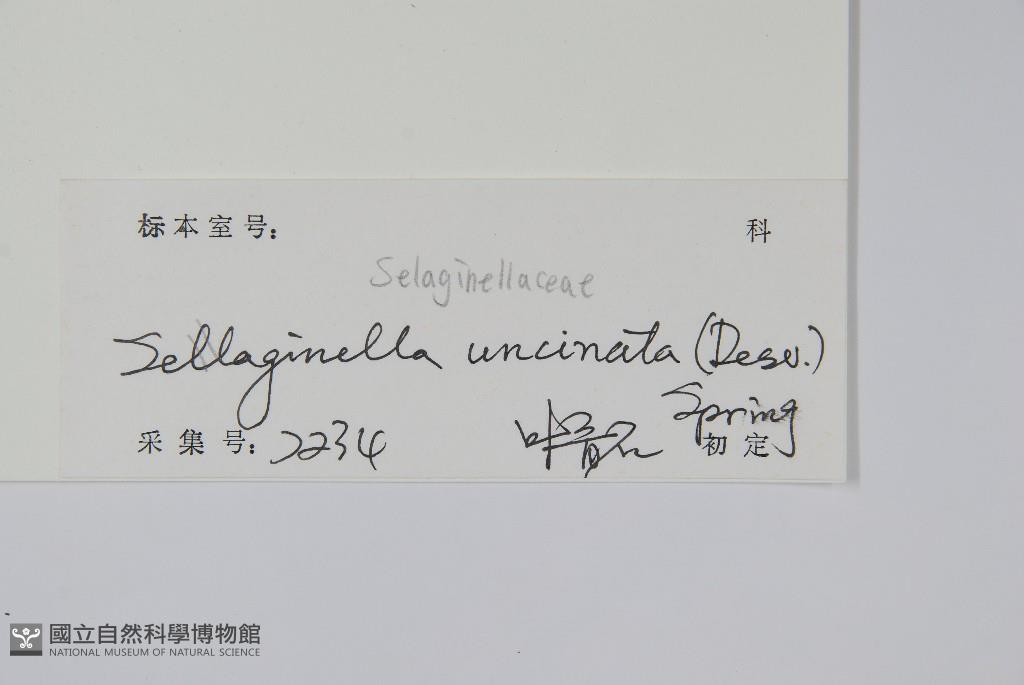 标本室号: 科
Selaginellaceae
Sellaginella uncinata (Desv.)
Spring
采集号: 2234 初定
國立自然科學博物館
NATIONAL MUSEUM OF NATURAL SCIENCE